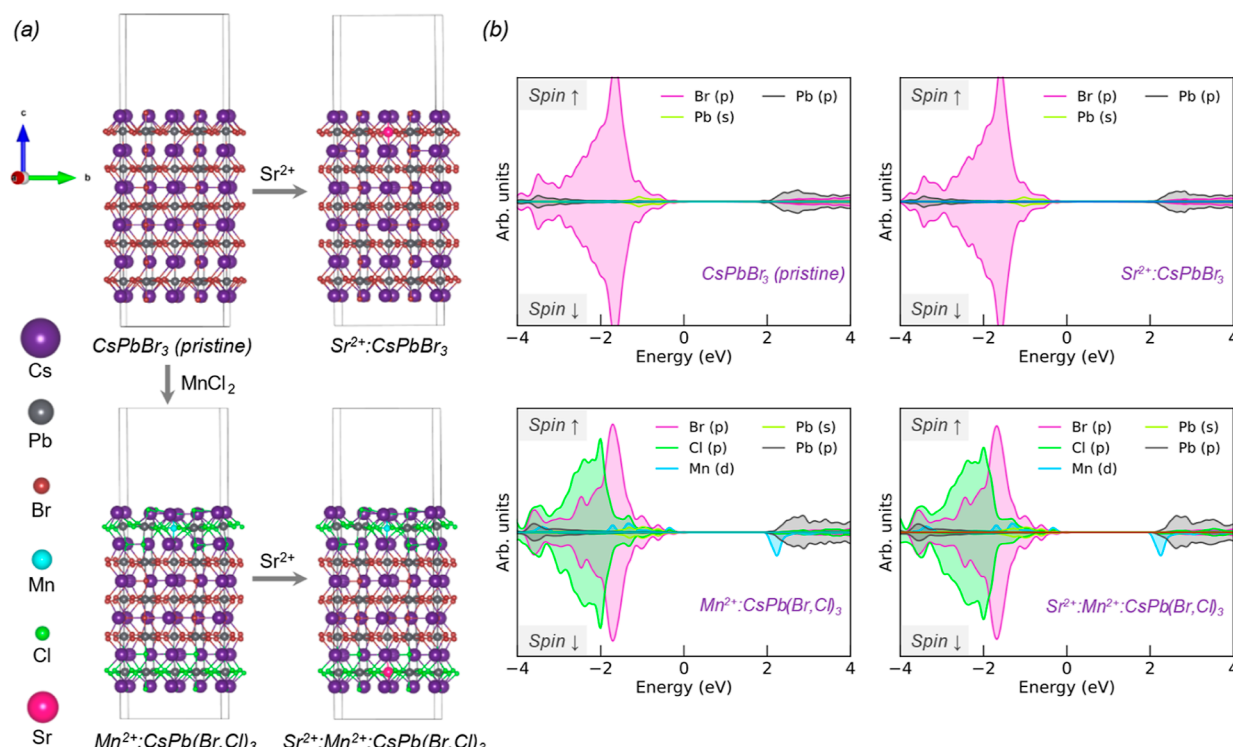 (a)
c
b
Sr²⁺
CsPbBr₃ (pristine)
Sr²⁺:CsPbBr₃
MnCl₂
Cs
Pb
Br
Mn
Cl
Sr
Sr²⁺
Mn²⁺:CsPb(Br,Cl)₃
Sr²⁺:Mn²⁺:CsPb(Br,Cl)₃
(b)
Spin ↑
Br (p)
Pb (s)
Pb (p)
Arb. units
CsPbBr₃ (pristine)
Spin ↓
−4 −2 0 2 4
Energy (eV)
Spin ↑
Br (p)
Pb (s)
Pb (p)
Arb. units
Sr²⁺:CsPbBr₃
Spin ↓
−4 −2 0 2 4
Energy (eV)
Spin ↑
Br (p)
Cl (p)
Mn (d)
Pb (s)
Pb (p)
Arb. units
Mn²⁺:CsPb(Br,Cl)₃
Spin ↓
−4 −2 0 2 4
Energy (eV)
Spin ↑
Br (p)
Cl (p)
Mn (d)
Pb (s)
Pb (p)
Arb. units
Sr²⁺:Mn²⁺:CsPb(Br,Cl)₃
Spin ↓
−4 −2 0 2 4
Energy (eV)